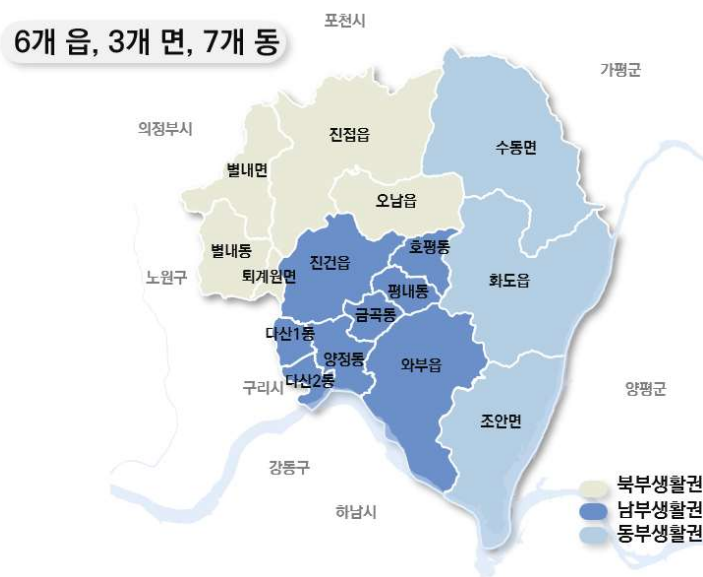 포천시
6개 읍, 3개 면, 7개 동
가평군
의정부시
진접읍
수동면
별내면
오남읍
호평동
별내동
진건읍
노원구
퇴계원면
화도읍
평내동
금곡동
다산1동
양정동
와부읍
다산2동
구리시
양평군
조안면
강동구
북부생활권
하남시
남부생활권
동부생활권